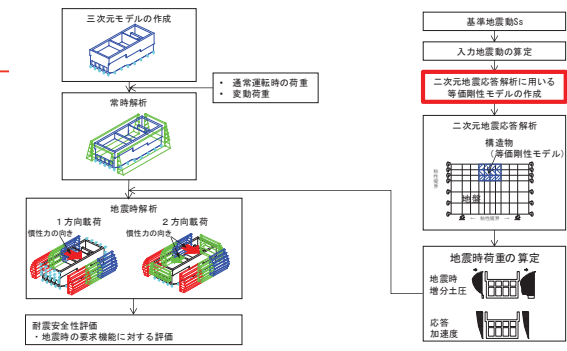 三次元モデルの作成
・ 通常運転時の荷重
・ 変動荷重
常時解析
地震時解析
1方向載荷
2方向載荷
慣性力の向き
慣性力の向き
耐震安全性評価
・地震時の要求機能に対する評価
基準地震動Ss
入力地震動の算定
二次元地震応答解析に用いる
等価剛性モデルの作成
二次元地震応答解析
構造物
(等価剛性モデル)
粘性境界
地盤
粘性境界
地震時荷重の算定
地震時
増分土圧
応答
加速度